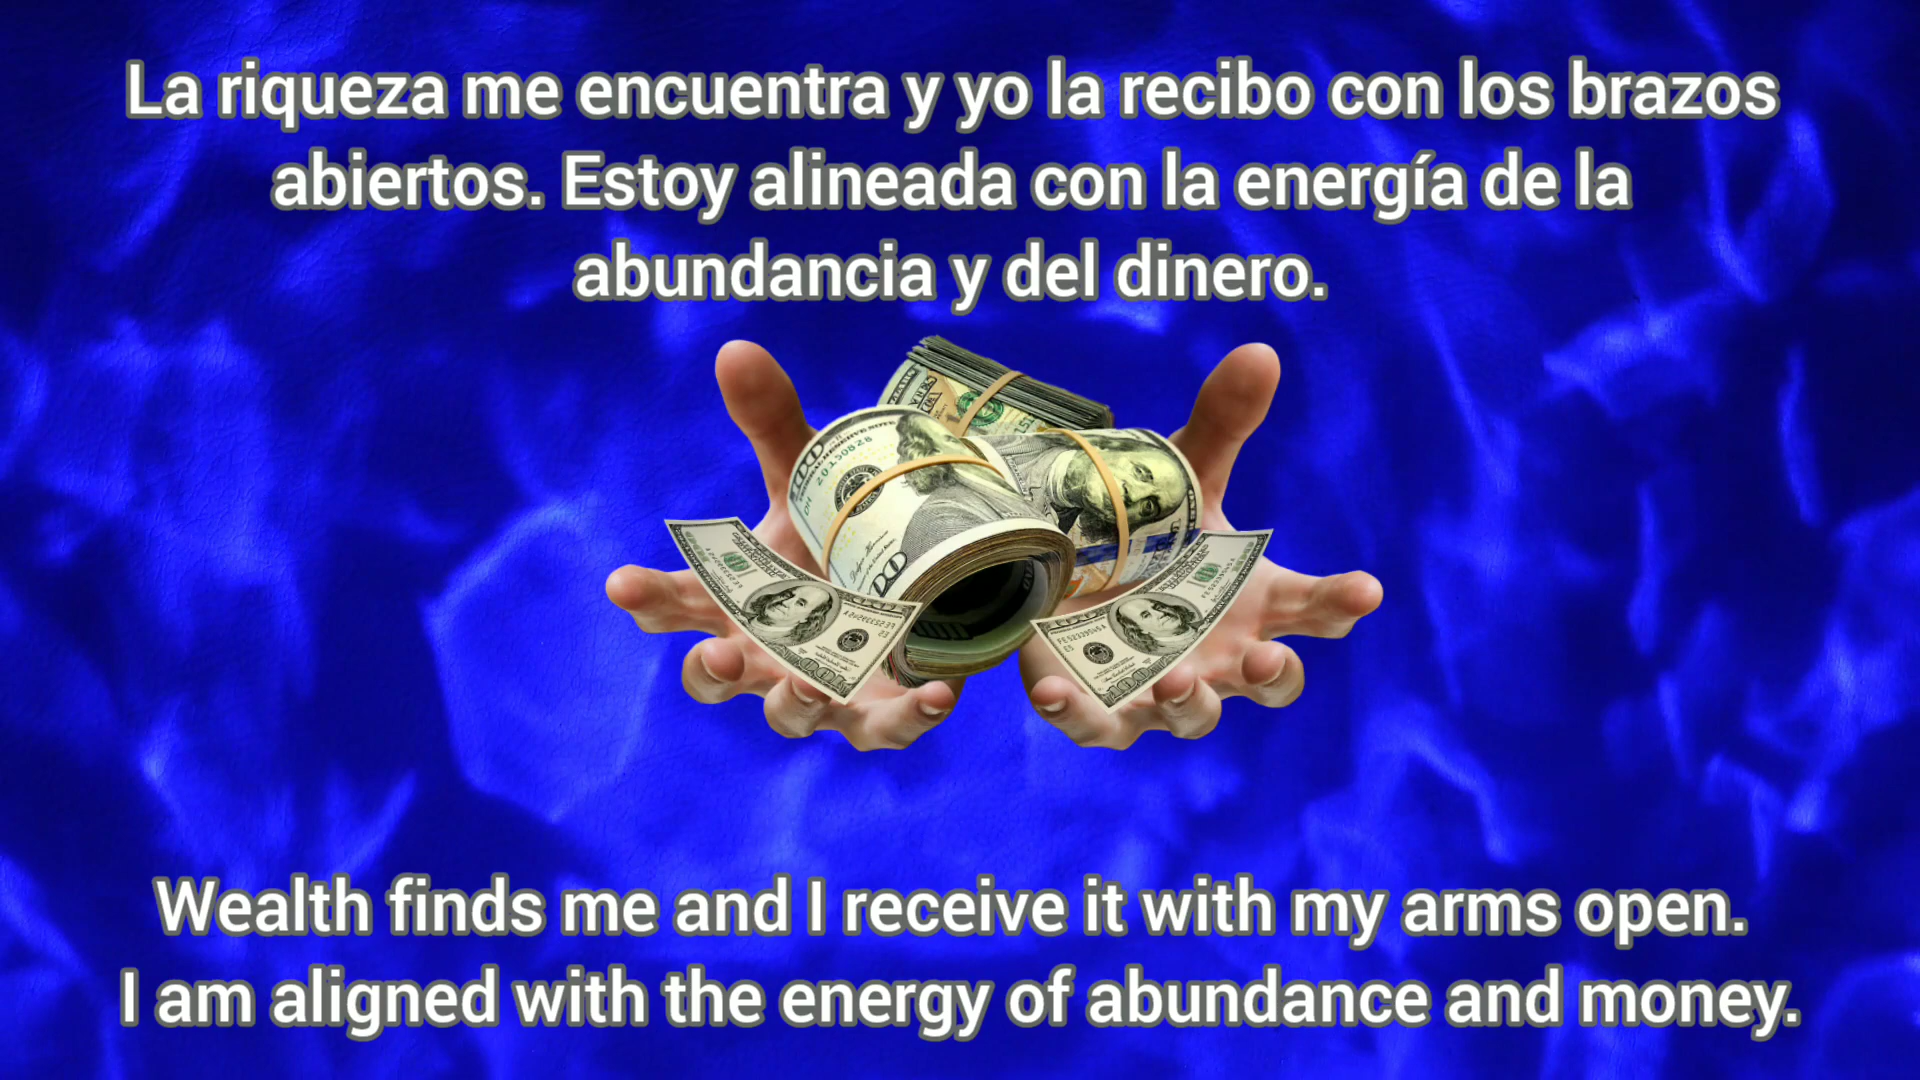 La riqueza me encuentra y yo la recibo con los brazos
abiertos. Estoy alineada con la energía de la
abundancia y del dinero.
Wealth finds me and I receive it with my arms open.
I am aligned with the energy of abundance and money.